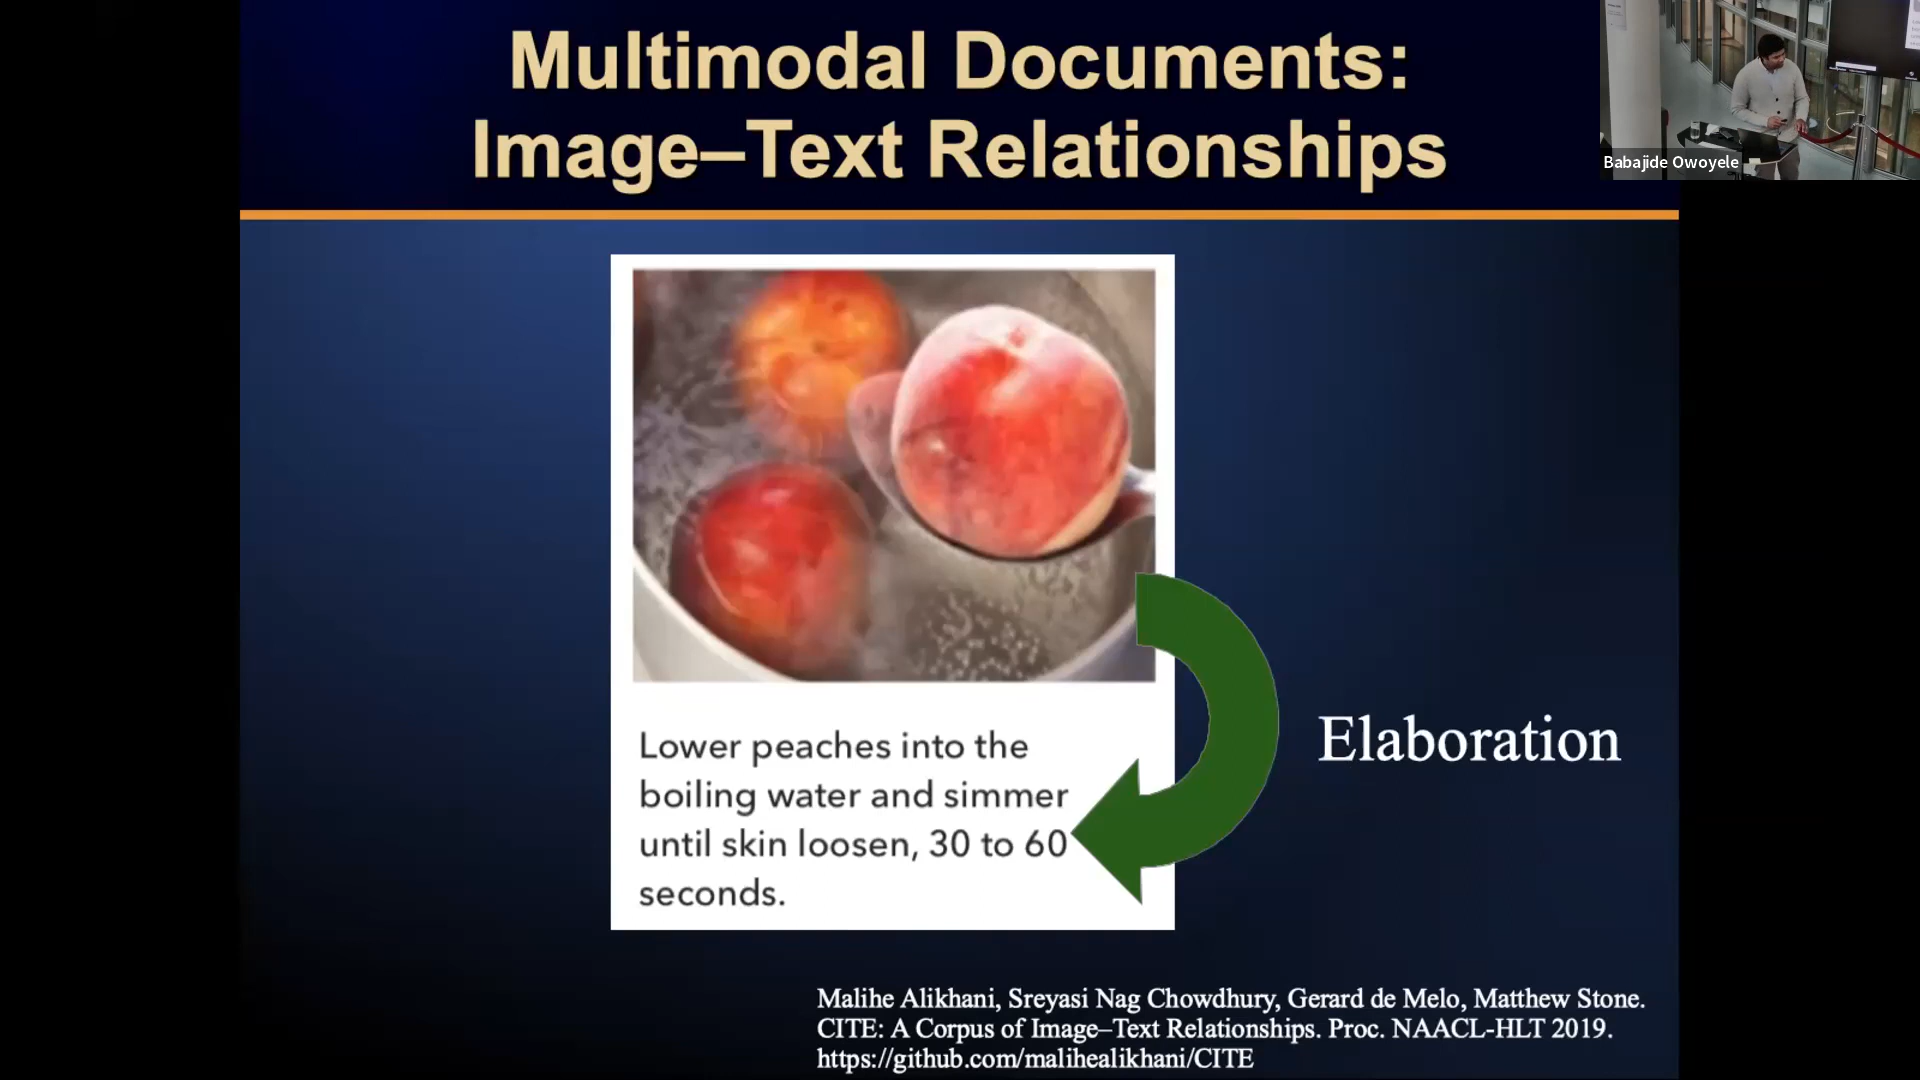 Multimodal Documents:
Image–Text Relationships
Babajide Owoyele
Lower peaches into the
boiling water and simmer
until skin loosen, 30 to 60
seconds.
Elaboration
Malihe Alikhani, Sreyasi Nag Chowdhury, Gerard de Melo, Matthew Stone.
CITE: A Corpus of Image–Text Relationships. Proc. NAACL-HLT 2019.
https://github.com/malihealikhani/CITE